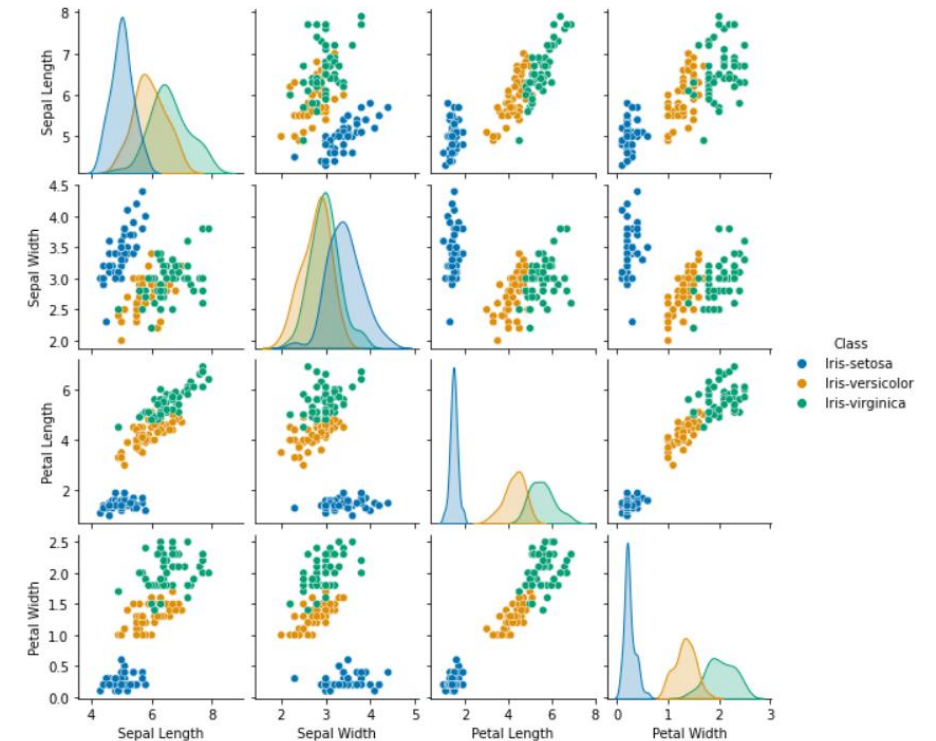 8
7
6
5
Sepal Length
4.5
4.0
3.5
3.0
2.5
2.0
Sepal Width
Class
Iris-setosa
Iris-versicolor
Iris-virginica
6
4
2
Petal Length
2.5
2.0
1.5
1.0
0.5
0.0
Petal Width
4 6 8 2 3 4 5 2 4 6 8 0 1 2 3
Sepal Length Sepal Width Petal Length Petal Width